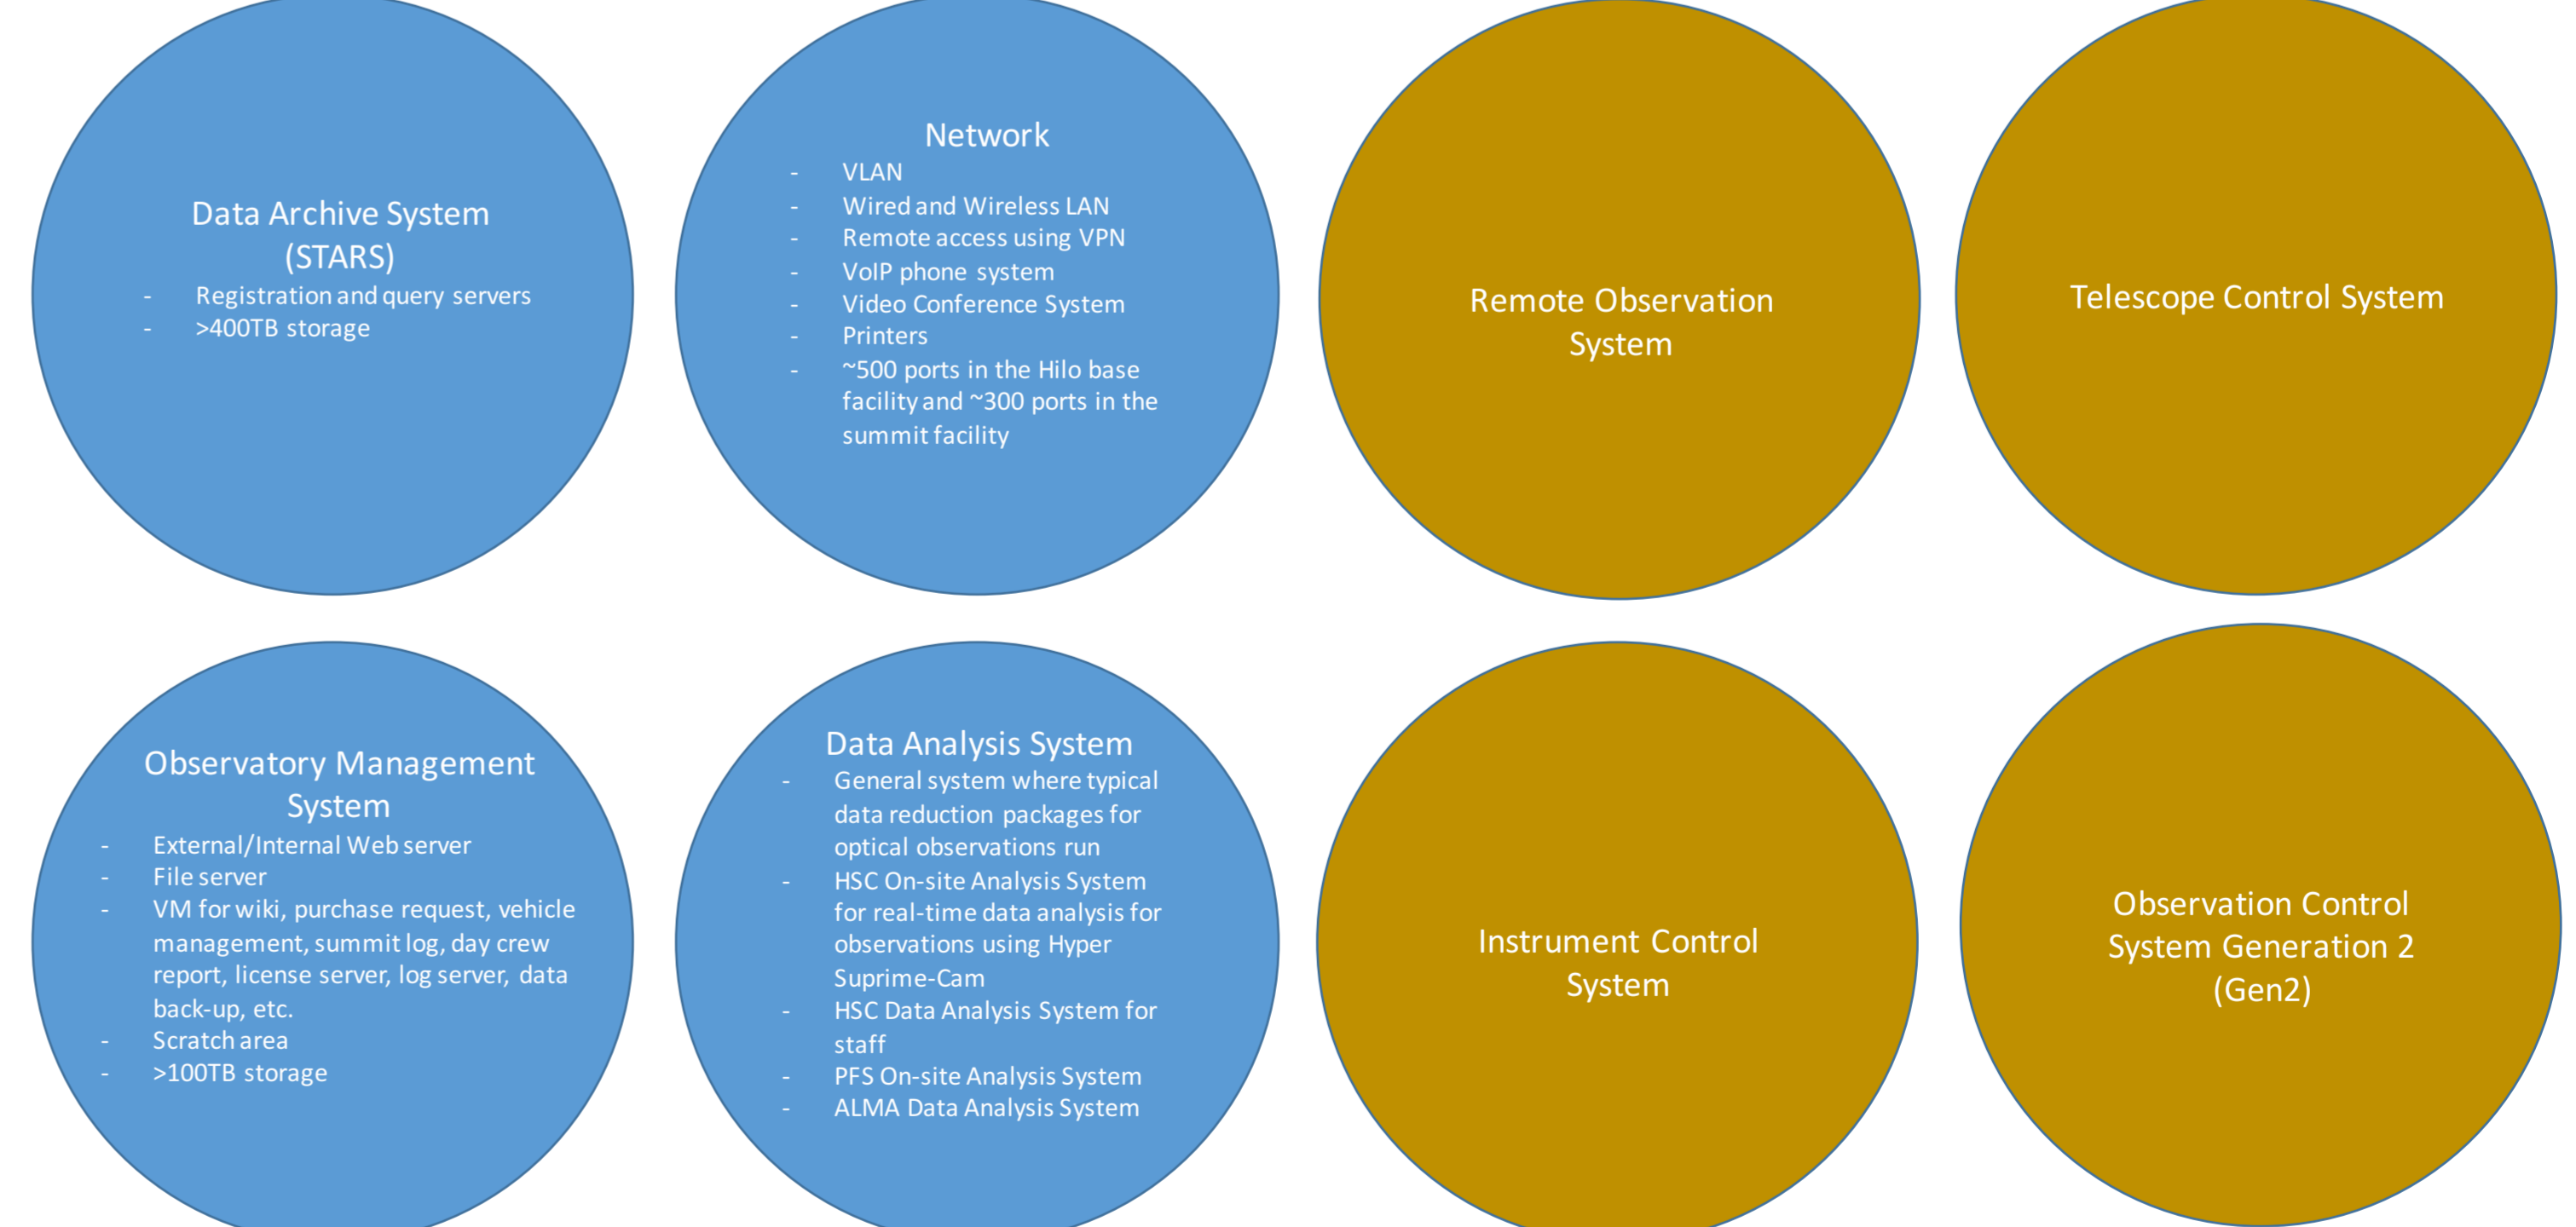 Data Archive System
(STARS)
- Registration and query servers
- >400TB storage
Network
- VLAN
- Wired and Wireless LAN
- Remote access using VPN
- VoIP phone system
- Video Conference System
- Printers
- ~500 ports in the Hilo base
facility and ~300 ports in the
summit facility
Remote Observation
System
Telescope Control System
Observatory Management
System
- External/Internal Web server
- File server
- VM for wiki, purchase request, vehicle
management, summit log, day crew
report, license server, log server, data
back-up, etc.
- Scratch area
- >100TB storage
Data Analysis System
- General system where typical
data reduction packages for
optical observations run
- HSC On-site Analysis System
for real-time data analysis for
observations using Hyper
Suprime-Cam
- HSC Data Analysis System for
staff
- PFS On-site Analysis System
- ALMA Data Analysis System
Instrument Control
System
Observation Control
System Generation 2
(Gen2)